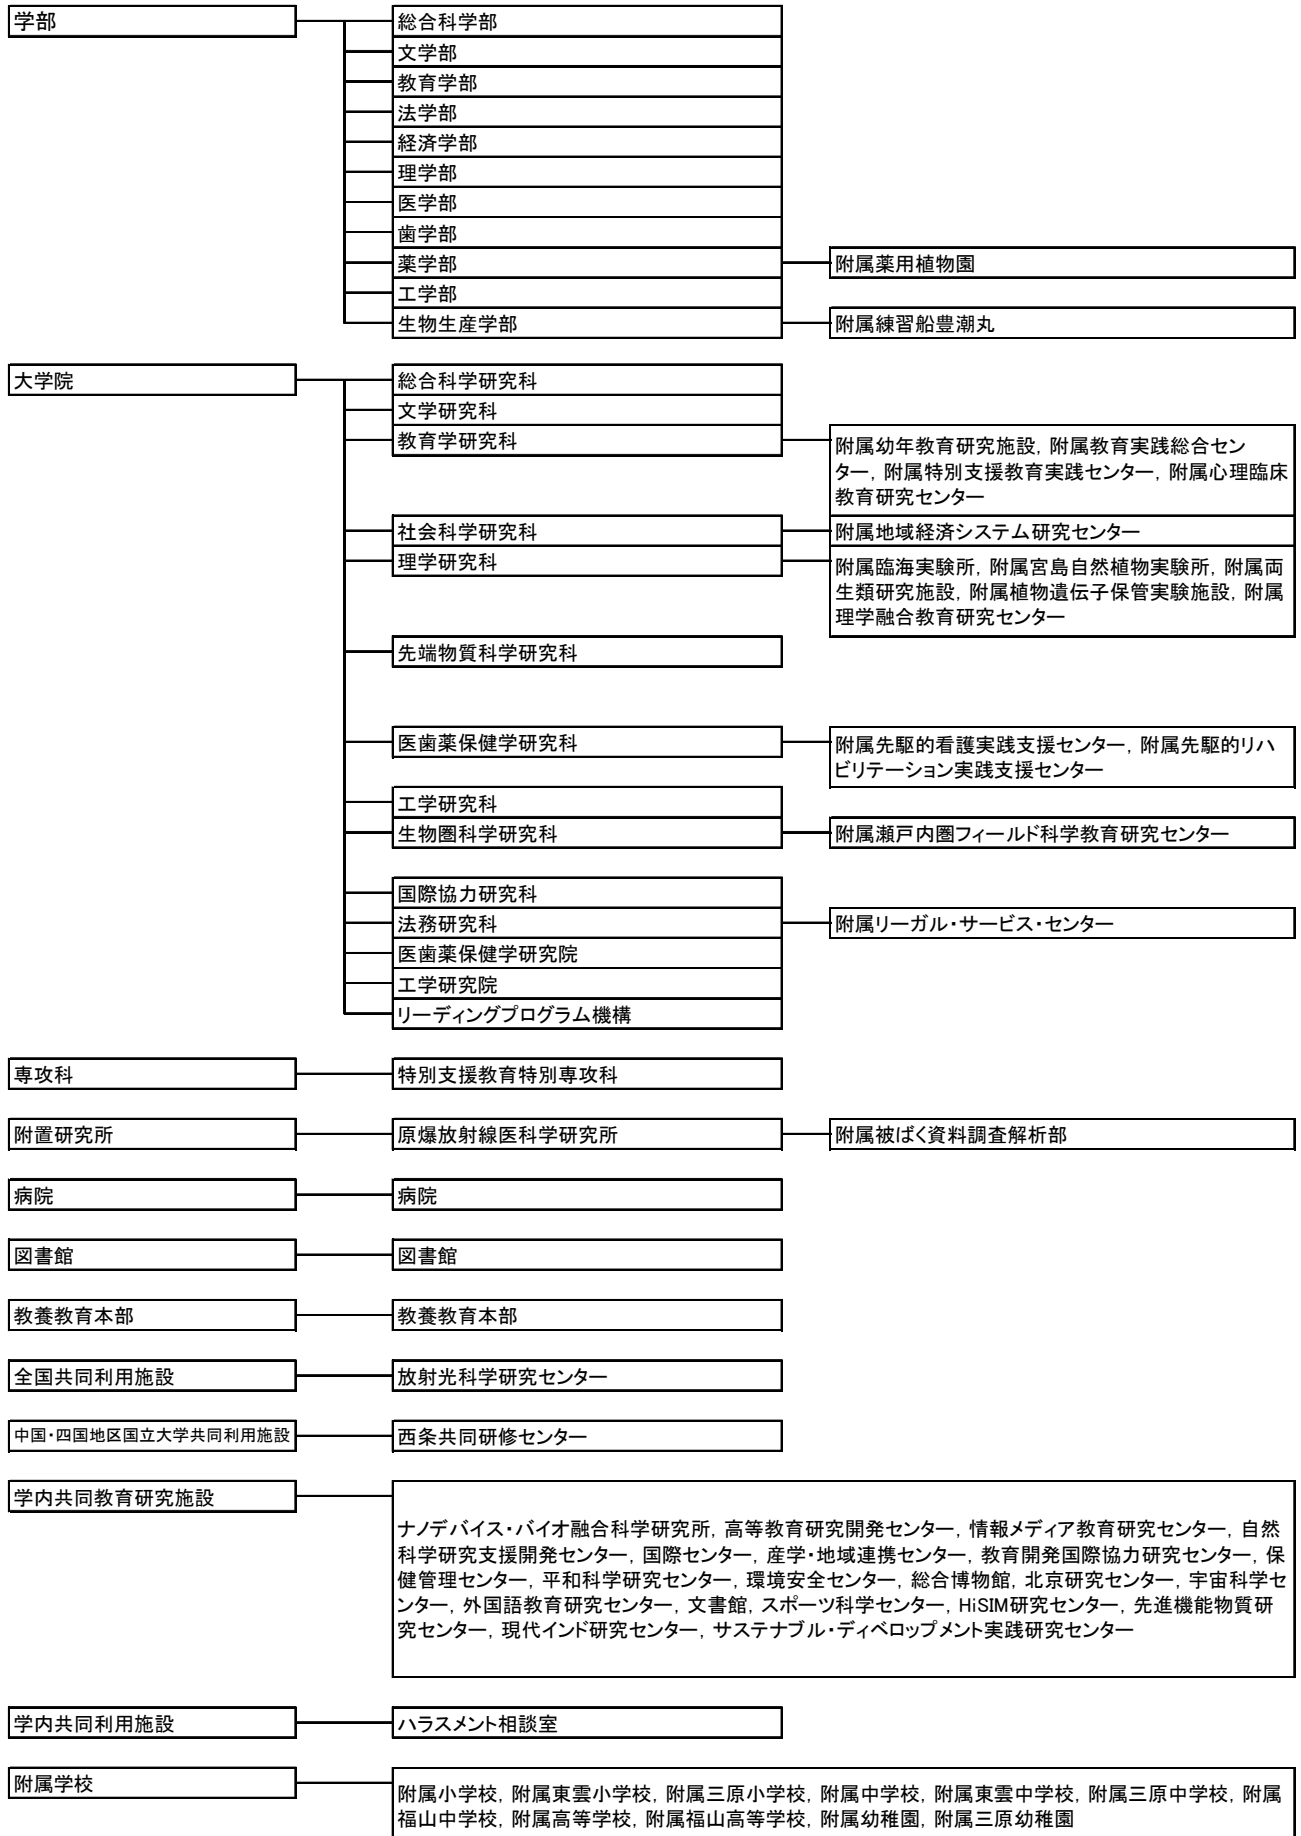 学部
総合科学部
文学部
教育学部
法学部
経済学部
理学部
医学部
歯学部
薬学部
附属薬用植物園
工学部
生物生産学部
附属練習船豊潮丸
大学院
総合科学研究科
文学研究科
教育学研究科
附属幼年教育研究施設, 附属教育実践総合セン
ター, 附属特別支援教育実践センター, 附属心理臨床
教育研究センター
社会科学研究科
附属地域経済システム研究センター
理学研究科
附属臨海実験所, 附属宮島自然植物実験所, 附属両
生類研究施設, 附属植物遺伝子保管実験施設, 附属
理学融合教育研究センター
先端物質科学研究科
医歯薬保健学研究科
附属先駆的看護実践支援センター, 附属先駆的リハ
ビリテーション実践支援センター
工学研究科
生物圏科学研究科
附属瀬戸内圏フィールド科学教育研究センター
国際協力研究科
法務研究科
附属リーガル・サービス・センター
医歯薬保健学研究院
工学研究院
リーディングプログラム機構
専攻科
特別支援教育特別専攻科
附置研究所
原爆放射線医科学研究所
附属被ばく資料調査解析部
病院
病院
図書館
図書館
教養教育本部
教養教育本部
全国共同利用施設
放射光科学研究センター
中国・四国地区国立大学共同利用施設
西条共同研修センター
学内共同教育研究施設
ナノデバイス・バイオ融合科学研究所, 高等教育研究開発センター, 情報メディア教育研究センター, 自然
科学研究支援開発センター, 国際センター, 産学・地域連携センター, 教育開発国際協力研究センター, 保
健管理センター, 平和科学研究センター, 環境安全センター, 総合博物館, 北京研究センター, 宇宙科学セ
ンター, 外国語教育研究センター, 文書館, スポーツ科学センター, HiSIM研究センター, 先進機能物質研
究センター, 現代インド研究センター, サステナブル・ディベロップメント実践研究センター
学内共同利用施設
ハラスメント相談室
附属学校
附属小学校, 附属東雲小学校, 附属三原小学校, 附属中学校, 附属東雲中学校, 附属三原中学校, 附属
福山中学校, 附属高等学校, 附属福山高等学校, 附属幼稚園, 附属三原幼稚園